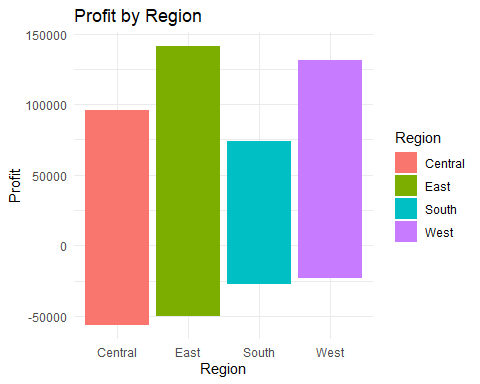 Profit by Region
150000
100000
50000
0
-50000
Profit
Central
East
South
West
Region
Region
Central
East
South
West